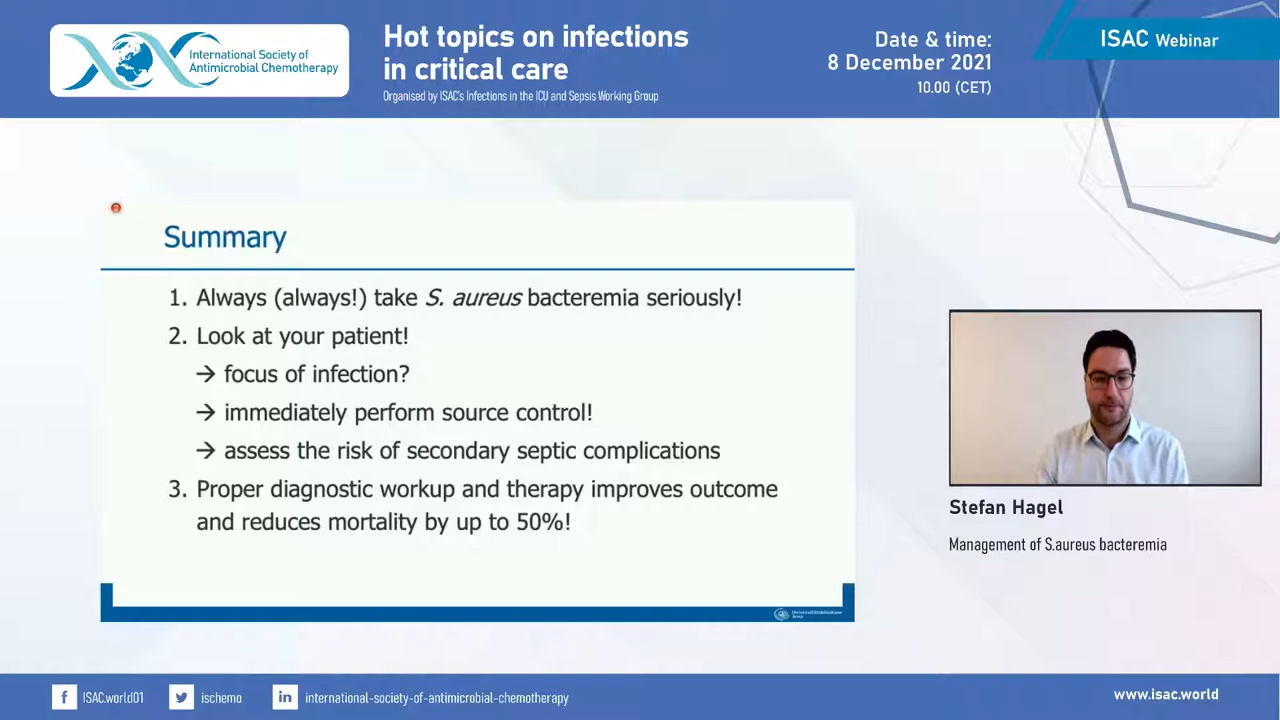 International Society of
Antimicrobial Chemotherapy
Hot topics on infections
in critical care
Organised by ISAC's Infections in the ICU and Sepsis Working Group
Date & time:
8 December 2021
10.00 (CET)
ISAC Webinar
Summary
1. Always (always!) take S. aureus bacteremia seriously!
2. Look at your patient!
→ focus of infection?
→ immediately perform source control!
→ assess the risk of secondary septic complications
3. Proper diagnostic workup and therapy improves outcome
and reduces mortality by up to 50%!
Stefan Hagel
Management of S.aureus bacteremia
f ISAC.world01
ischemo
in international-society-of-antimicrobial-chemotherapy
www.isac.world